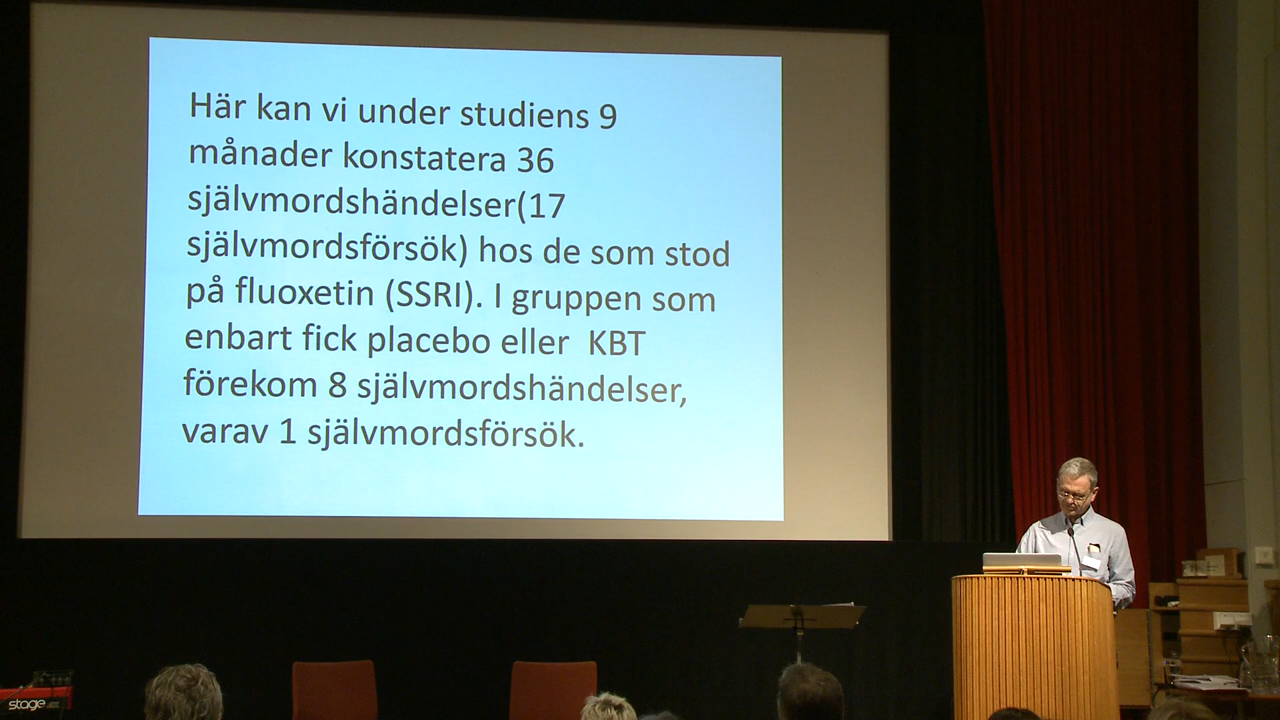 Här kan vi under studiens 9
månader konstatera 36
självmordshändelser(17
självmordsförsök) hos de som stod
på fluoxetin (SSRI). I gruppen som
enbart fick placebo eller KBT
förekom 8 självmordshändelser,
varav 1 självmordsförsök.
stage